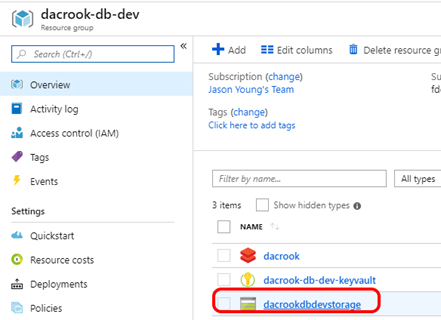 dacrook-db-dev
Resource group
Search (Ctrl+/)
«
Overview
Activity log
Access control (IAM)
Tags
Events
Settings
Quickstart
Resource costs
Deployments
Policies
Add
Edit columns
Delete resource g
Subscription (change)
Jason Young's Team
Su
fd
Tags (change)
Click here to add tags
Filter by name...
All types
3 items
Show hidden types
NAME
dacrook
dacrook-db-dev-keyvault
dacrookdbdevstorage